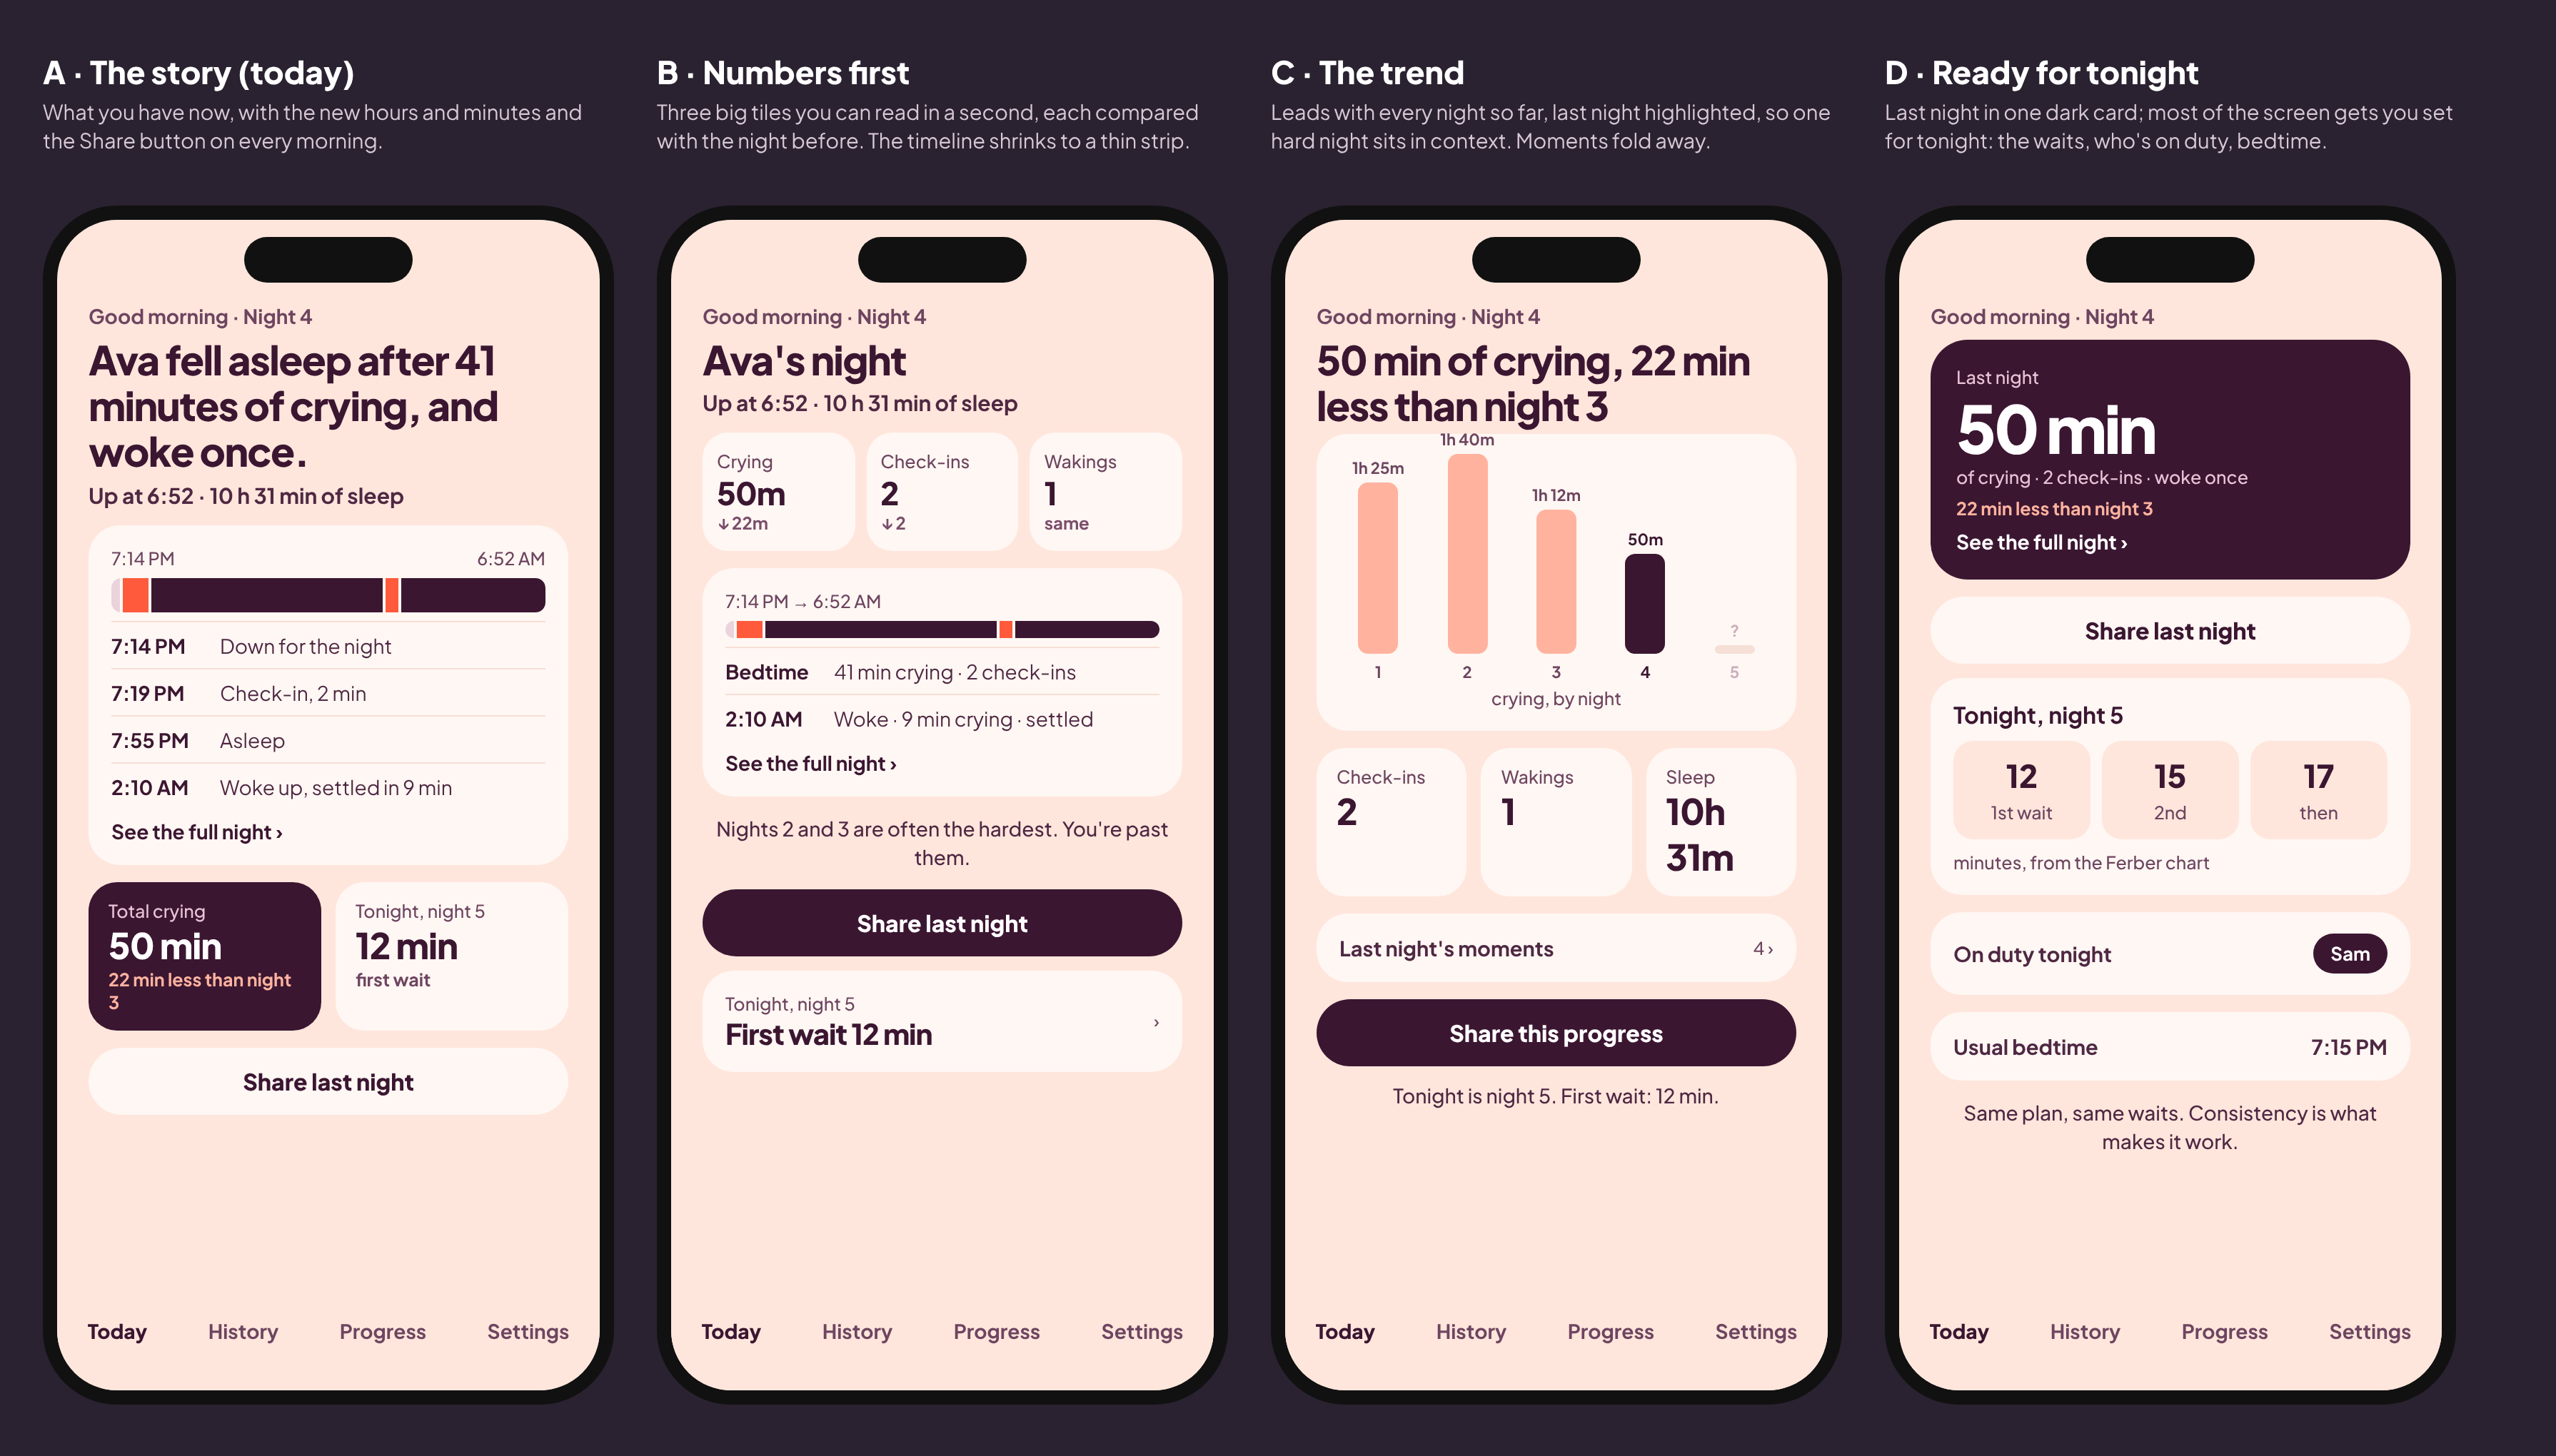 A · The story (today)
What you have now, with the new hours and minutes and
the Share button on every morning.
Good morning · Night 4
Ava fell asleep after 41
minutes of crying, and
woke once.
Up at 6:52 · 10 h 31 min of sleep
7:14 PM 6:52 AM
7:14 PM Down for the night
7:19 PM Check-in, 2 min
7:55 PM Asleep
2:10 AM Woke up, settled in 9 min
See the full night ›
Total crying
50 min
22 min less than night
3
Tonight, night 5
12 min
first wait
Share last night
Today History Progress Settings
B · Numbers first
Three big tiles you can read in a second, each compared
with the night before. The timeline shrinks to a thin strip.
Good morning · Night 4
Ava's night
Up at 6:52 · 10 h 31 min of sleep
Crying
50m
↓ 22m
Check-ins
2
↓ 2
Wakings
1
same
7:14 PM → 6:52 AM
Bedtime 41 min crying · 2 check-ins
2:10 AM Woke · 9 min crying · settled
See the full night ›
Nights 2 and 3 are often the hardest. You're past
them.
Share last night
Tonight, night 5
First wait 12 min
›
Today History Progress Settings
C · The trend
Leads with every night so far, last night highlighted, so one
hard night sits in context. Moments fold away.
Good morning · Night 4
50 min of crying, 22 min
less than night 3
1h 25m 1h 40m 1h 12m 50m ?
1 2 3 4 5
crying, by night
Check-ins
2
Wakings
1
Sleep
10h
31m
Last night's moments 4 ›
Share this progress
Tonight is night 5. First wait: 12 min.
Today History Progress Settings
D · Ready for tonight
Last night in one dark card; most of the screen gets you set
for tonight: the waits, who's on duty, bedtime.
Good morning · Night 4
Last night
50 min
of crying · 2 check-ins · woke once
22 min less than night 3
See the full night ›
Share last night
Tonight, night 5
12 15 17
1st wait 2nd then
minutes, from the Ferber chart
On duty tonight Sam
Usual bedtime 7:15 PM
Same plan, same waits. Consistency is what
makes it work.
Today History Progress Settings